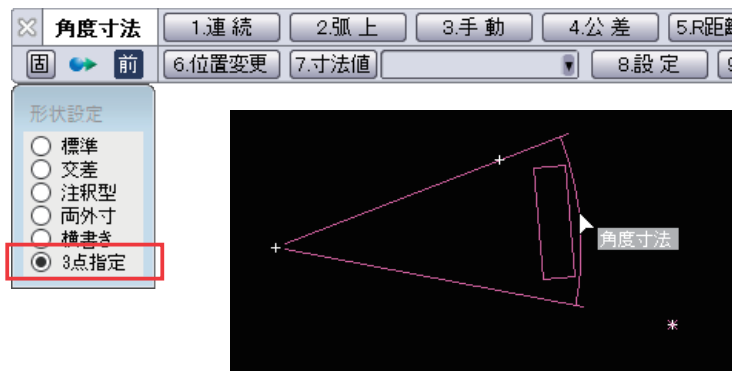 角度寸法 1.連続 2.弧上 3.手動 4.公差 5.R距離
固 前 6.位置変更 7.寸法値 8.設定 9
形状設定
標準
交差
注釈型
両外寸
横書き
3点指定
角度寸法